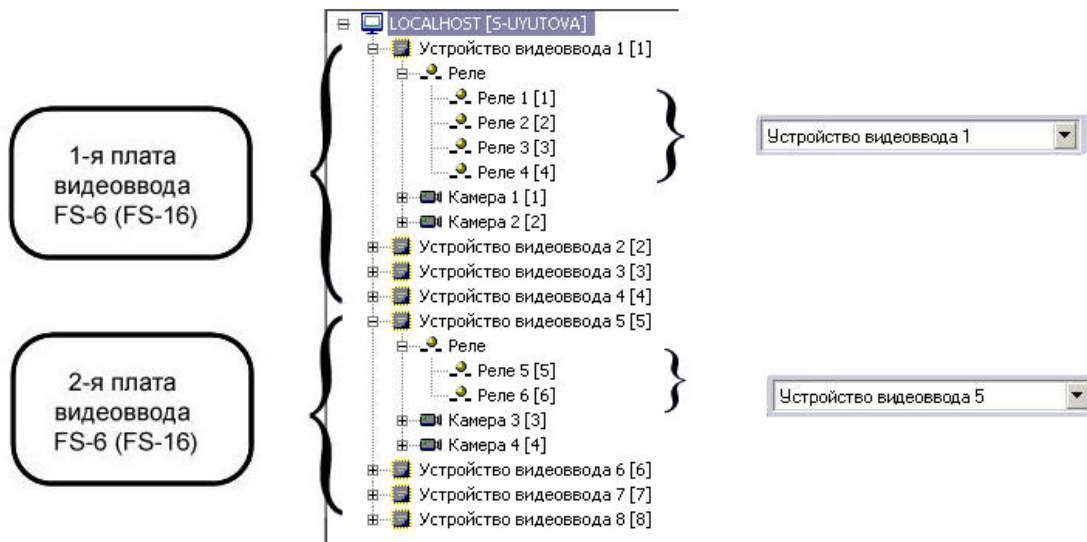 LOCALHOST [S-UYUTOVA]
Устройство видеоввода 1 [1]
Реле
Реле 1 [1]
Реле 2 [2]
Реле 3 [3]
Реле 4 [4]
Камера 1 [1]
Камера 2 [2]
Устройство видеоввода 2 [2]
Устройство видеоввода 3 [3]
Устройство видеоввода 4 [4]
Устройство видеоввода 5 [5]
Реле
Реле 5 [5]
Реле 6 [6]
Камера 3 [3]
Камера 4 [4]
Устройство видеоввода 6 [6]
Устройство видеоввода 7 [7]
Устройство видеоввода 8 [8]
1-я плата
видеоввода
FS-6 (FS-16)
2-я плата
видеоввода
FS-6 (FS-16)
Устройство видеоввода 1
Устройство видеоввода 5